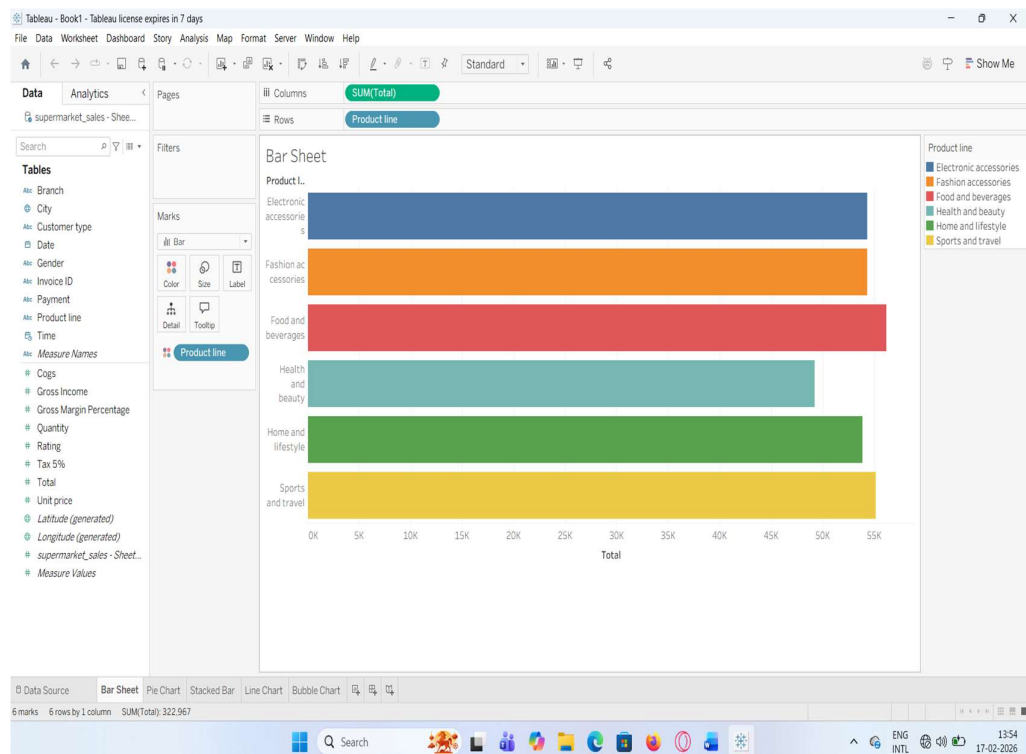 Tableau - Book1 - Tableau license expires in 7 days
File Data Worksheet Dashboard Story Analysis Map Format Server Window Help
Standard
Show Me
Data Analytics
supermarket_sales - Shee...
Search
Tables
Abc Branch
City
Abc Customer type
Date
Abc Gender
Abc Invoice ID
Abc Payment
Abc Product line
Time
Abc Measure Names
# Cogs
# Gross Income
# Gross Margin Percentage
# Quantity
# Rating
# Tax 5%
# Total
# Unit price
Latitude (generated)
Longitude (generated)
# supermarket_sales - Sheet...
# Measure Values
Pages
Filters
Marks
Bar
Color Size Label
Detail Tooltip
Product line
Columns SUM(Total)
Rows Product line
Bar Sheet
Product l..
Electronic
accessorie
s
Fashion ac
cessories
Food and
beverages
Health
and
beauty
Home and
lifestyle
Sports
and travel
0K 5K 10K 15K 20K 25K 30K 35K 40K 45K 50K 55K
Total
Product line
Electronic accessories
Fashion accessories
Food and beverages
Health and beauty
Home and lifestyle
Sports and travel
Data Source Bar Sheet Pie Chart Stacked Bar Line Chart Bubble Chart
6 marks 6 rows by 1 column SUM(Total): 322,967
Search
ENG
INTL
13:54
17-02-2026